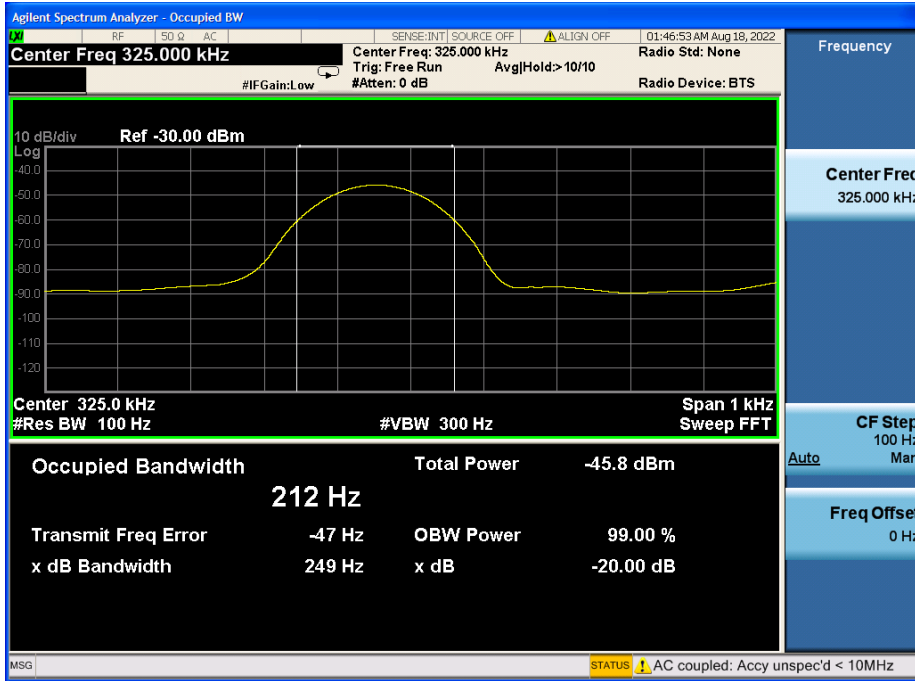 Agilent Spectrum Analyzer - Occupied BW
LXI RF 50 Ω AC SENSE:INT SOURCE OFF ALIGN OFF 01:46:53 AM Aug 18, 2022
Center Freq 325.000 kHz
Center Freq: 325.000 kHz
Radio Std: None
Trig: Free Run Avg|Hold:>10/10
#IFGain:Low #Atten: 0 dB Radio Device: BTS
10 dB/div Ref -30.00 dBm
Log
-40.0
-50.0
-60.0
-70.0
-80.0
-90.0
-100
-110
-120
Center 325.0 kHz Span 1 kHz
#Res BW 100 Hz #VBW 300 Hz Sweep FFT
Occupied Bandwidth Total Power -45.8 dBm
212 Hz
Transmit Freq Error -47 Hz OBW Power 99.00 %
x dB Bandwidth 249 Hz x dB -20.00 dB
Frequency
Center Freq
325.000 kHz
CF Step
100 Hz
Auto Man
Freq Offset
0 Hz
MSG STATUS AC coupled: Accy unspec'd < 10MHz